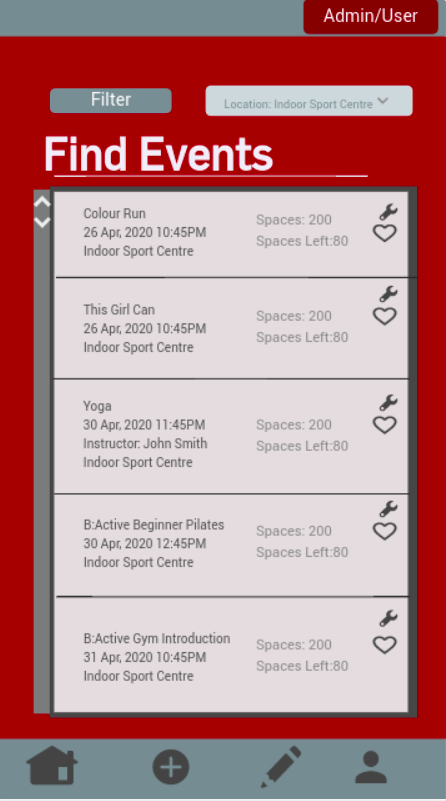 Admin/User
Filter
Location: Indoor Sport Centre
Find Events
Colour Run
26 Apr, 2020 10:45PM
Indoor Sport Centre
Spaces: 200
Spaces Left:80
This Girl Can
26 Apr, 2020 10:45PM
Indoor Sport Centre
Spaces: 200
Spaces Left:80
Yoga
30 Apr, 2020 11:45PM
Instructor: John Smith
Indoor Sport Centre
Spaces: 200
Spaces Left:80
B:Active Beginner Pilates
30 Apr, 2020 12:45PM
Indoor Sport Centre
Spaces: 200
Spaces Left:80
B:Active Gym Introduction
31 Apr, 2020 10:45PM
Indoor Sport Centre
Spaces: 200
Spaces Left:80